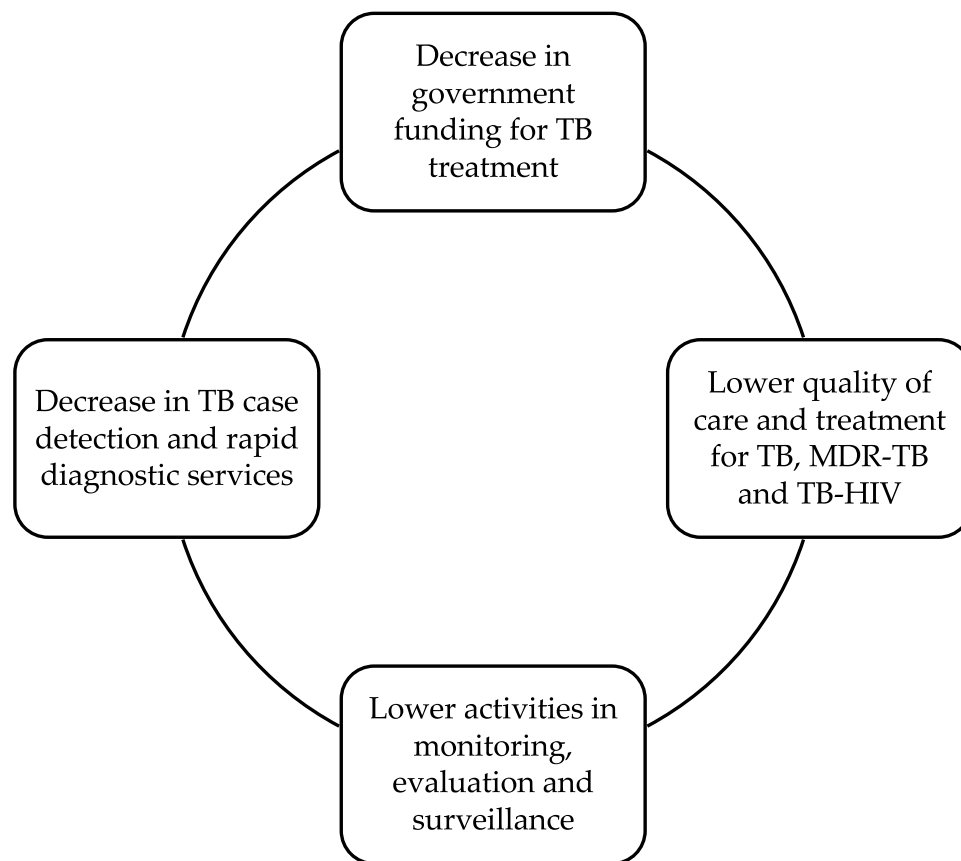 Decrease in
government
funding for TB
treatment
Lower quality of
care and treatment
for TB, MDR-TB
and TB-HIV
Lower activities in
monitoring,
evaluation and
surveillance
Decrease in TB case
detection and rapid
diagnostic services